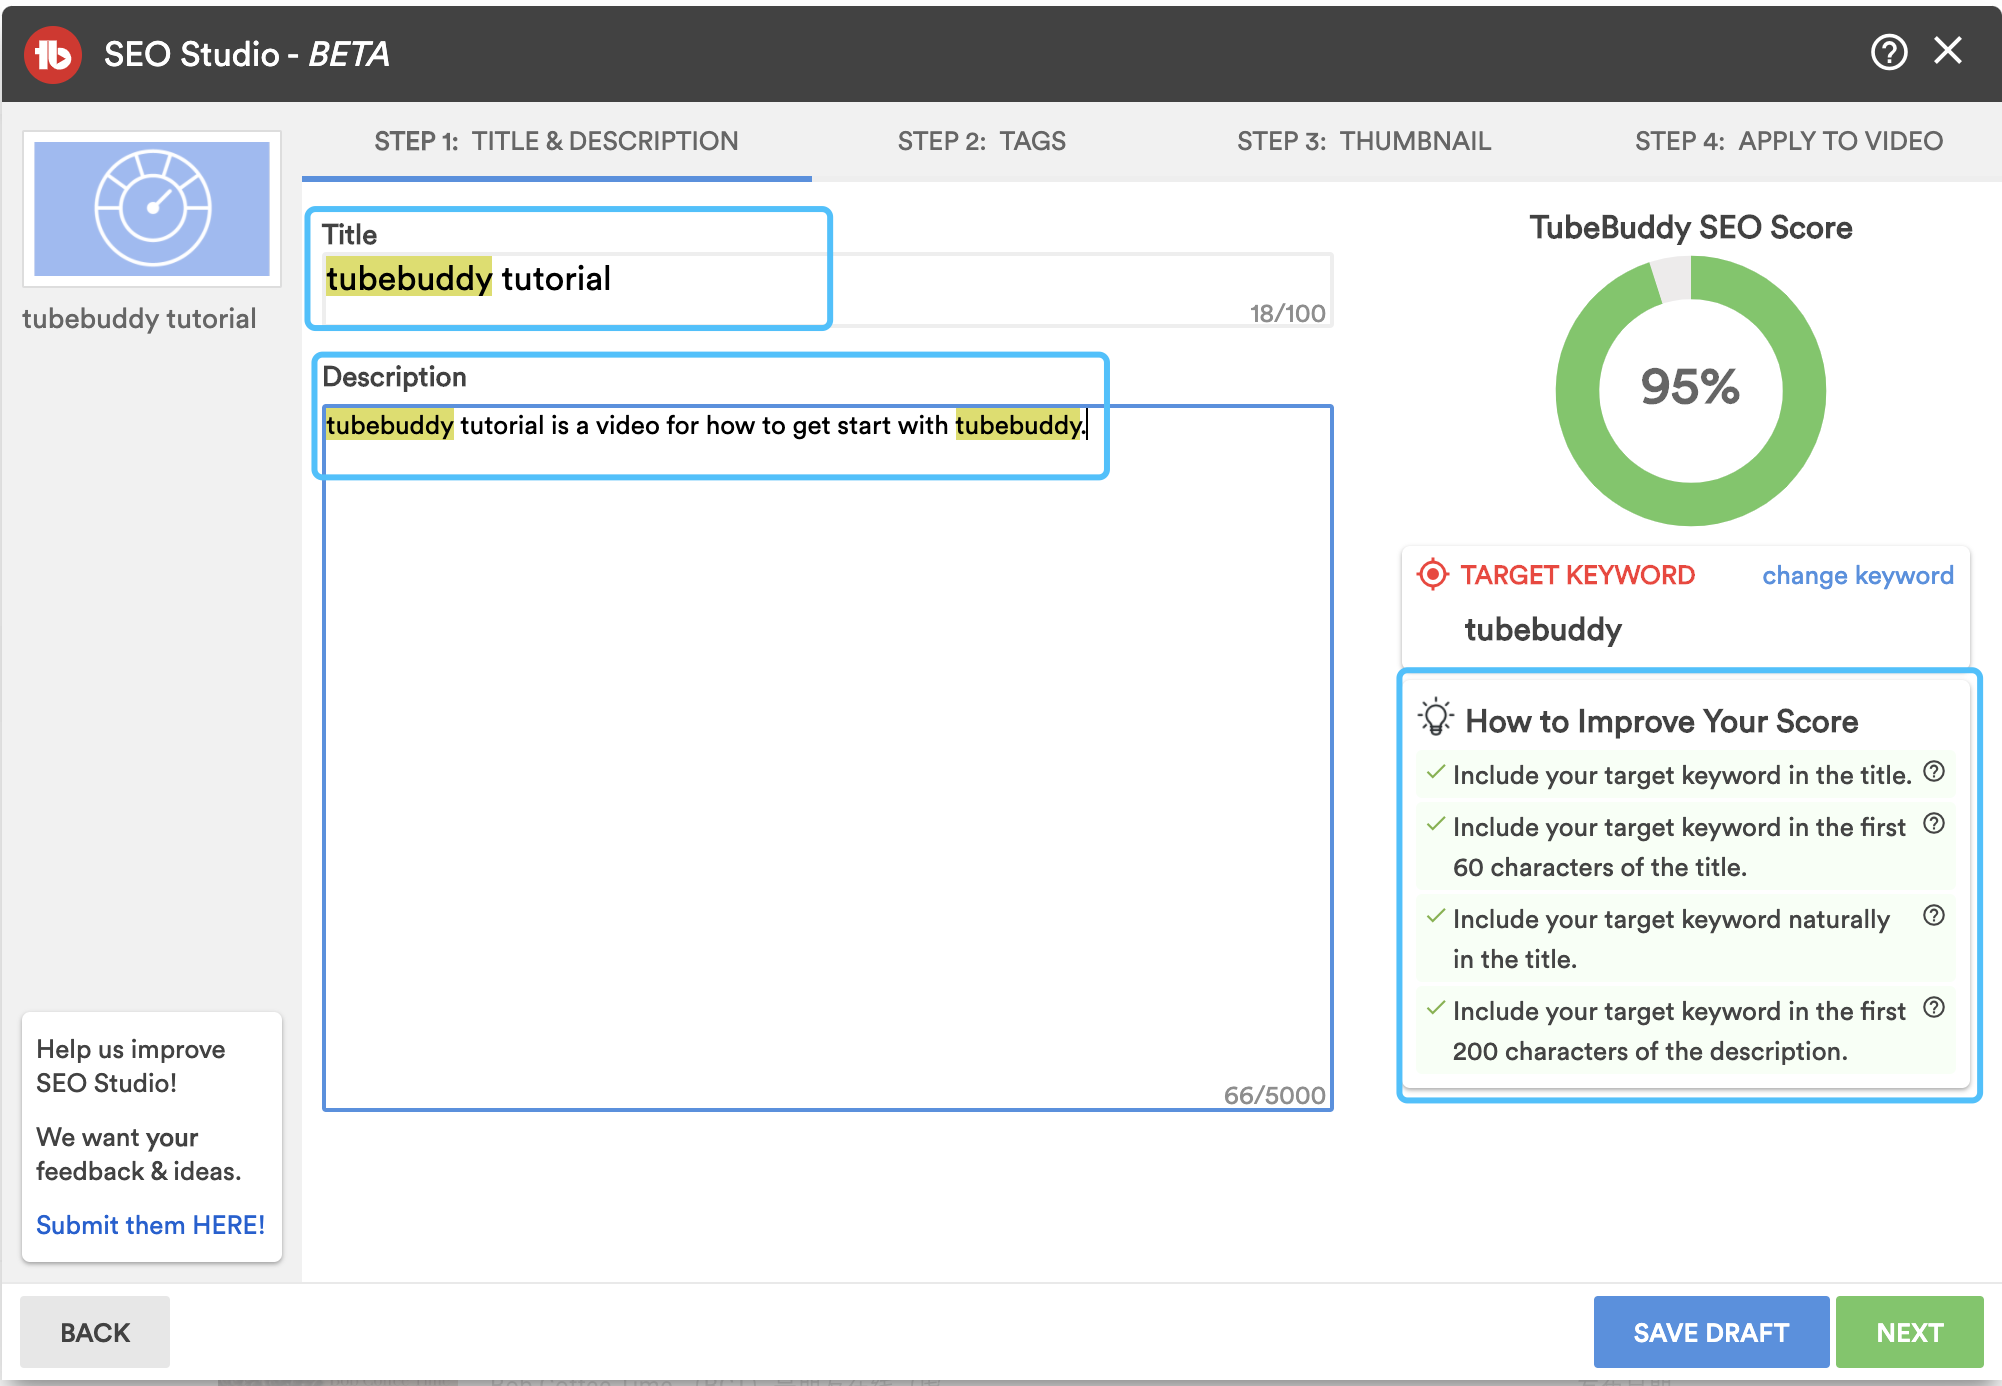 tb
SEO Studio - BETA
STEP 1: TITLE & DESCRIPTION
STEP 2: TAGS
STEP 3: THUMBNAIL
STEP 4: APPLY TO VIDEO
tubebuddy tutorial
Title
tubebuddy tutorial
18/100
Description
tubebuddy tutorial is a video for how to get start with tubebuddy.
66/5000
TubeBuddy SEO Score
95%
TARGET KEYWORD
change keyword
tubebuddy
How to Improve Your Score
Include your target keyword in the title.
Include your target keyword in the first
60 characters of the title.
Include your target keyword naturally
in the title.
Include your target keyword in the first
200 characters of the description.
Help us improve
SEO Studio!
We want your
feedback & ideas.
Submit them HERE!
BACK
SAVE DRAFT
NEXT